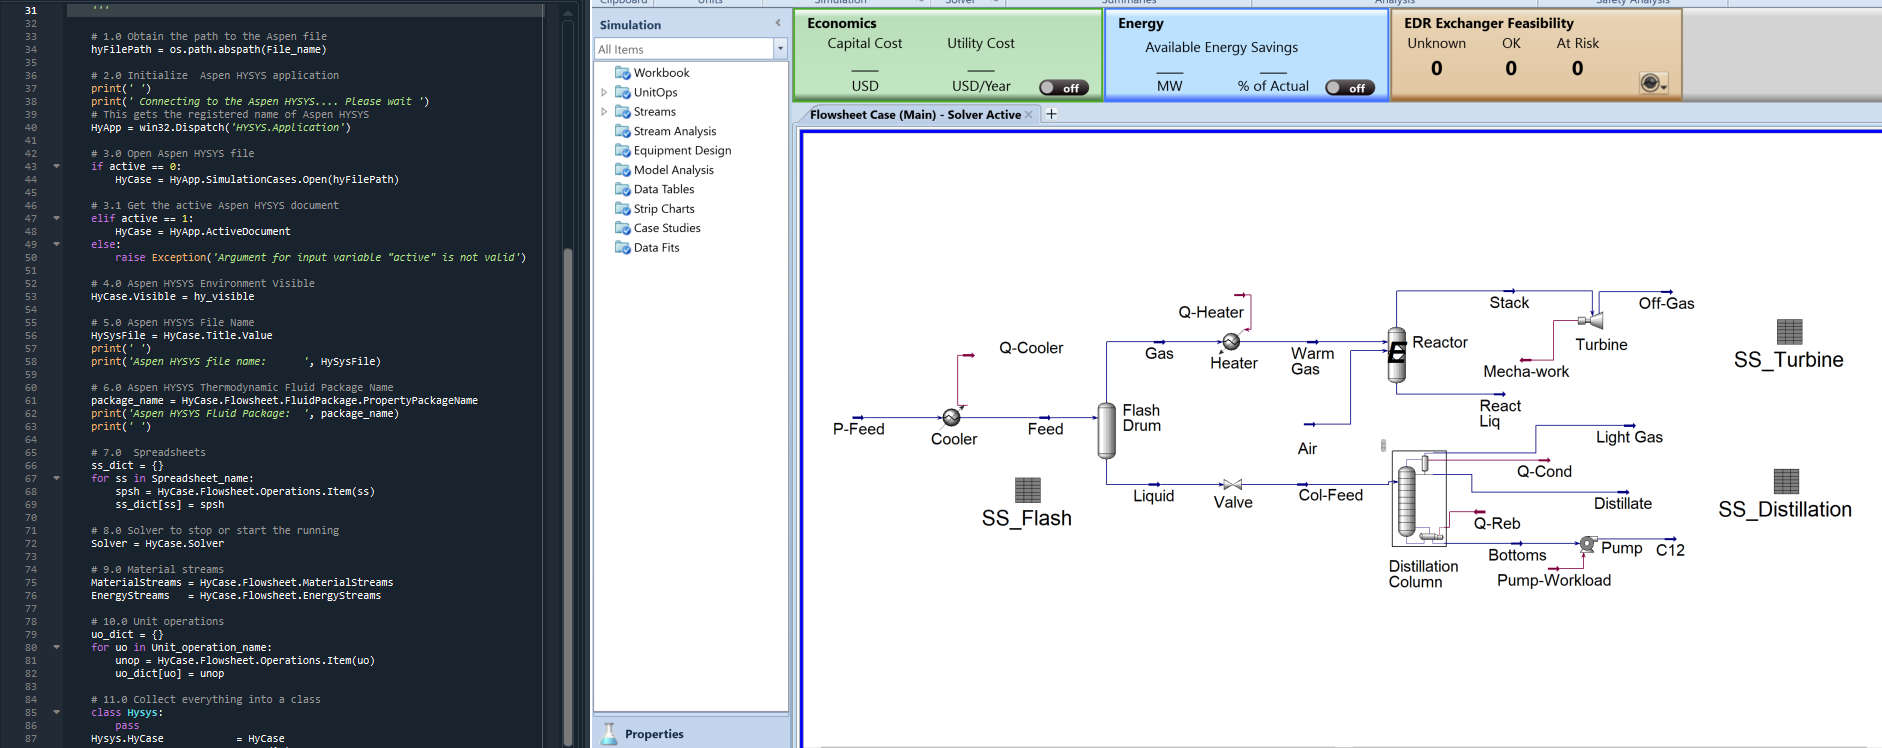 31 '''
32
33 # 1.0 Obtain the path to the Aspen file
34 hyFilePath = os.path.abspath(File_name)
35
36 # 2.0 Initialize  Aspen HYSYS application
37 print(' ')
38 print(' Connecting to the Aspen HYSYS.... Please wait ')
39 # This gets the registered name of Aspen HYSYS
40 HyApp = win32.Dispatch('HYSYS.Application')
41
42 # 3.0 Open Aspen HYSYS file
43 if active == 0:
44     HyCase = HyApp.SimulationCases.Open(hyFilePath)
45
46 # 3.1 Get the active Aspen HYSYS document
47 elif active == 1:
48     HyCase = HyApp.ActiveDocument
49 else:
50     raise Exception('Argument for input variable "active" is not valid')
51
52 # 4.0 Aspen HYSYS Environment Visible
53 HyCase.Visible = hy_visible
54
55 # 5.0 Aspen HYSYS File Name
56 HySysFile = HyCase.Title.Value
57 print(' ')
58 print('Aspen HYSYS file name:      ', HySysFile)
59
60 # 6.0 Aspen HYSYS Thermodynamic Fluid Package Name
61 package_name = HyCase.Flowsheet.FluidPackage.PropertyPackageName
62 print('Aspen HYSYS Fluid Package:  ', package_name)
63 print(' ')
64
65 # 7.0  Spreadsheets
66 ss_dict = {}
67 for ss in Spreadsheet_name:
68     spsh = HyCase.Flowsheet.Operations.Item(ss)
69     ss_dict[ss] = spsh
70
71 # 8.0 Solver to stop or start the running
72 Solver = HyCase.Solver
73
74 # 9.0 Material streams
75 MaterialStreams = HyCase.Flowsheet.MaterialStreams
76 EnergyStreams   = HyCase.Flowsheet.EnergyStreams
77
78 # 10.0 Unit operations
79 uo_dict = {}
80 for uo in Unit_operation_name:
81     unop = HyCase.Flowsheet.Operations.Item(uo)
82     uo_dict[uo] = unop
83
84 # 11.0 Collect everything into a class
85 class Hysys:
86     pass
87 Hysys.HyCase            = HyCase
Clipboard Units Simulation Solver Summaries Analysis Safety Analysis
Simulation
All Items
Workbook
UnitOps
Streams
Stream Analysis
Equipment Design
Model Analysis
Data Tables
Strip Charts
Case Studies
Data Fits
Properties
Economics
Capital Cost Utility Cost
USD USD/Year off
Energy
Available Energy Savings
MW % of Actual off
EDR Exchanger Feasibility
Unknown OK At Risk
0 0 0
Flowsheet Case (Main) - Solver Active × +
Q-Heater
Stack
Off-Gas
Q-Cooler
Gas
Heater
Warm
Gas
Reactor
E
Turbine
Mecha-work
SS_Turbine
P-Feed
Cooler
Feed
Flash
Drum
Air
React
Liq
Light Gas
Q-Cond
Distillate
Liquid
Valve
Col-Feed
Q-Reb
SS_Flash
SS_Distillation
Bottoms
Pump
C12
Distillation
Column
Pump-Workload